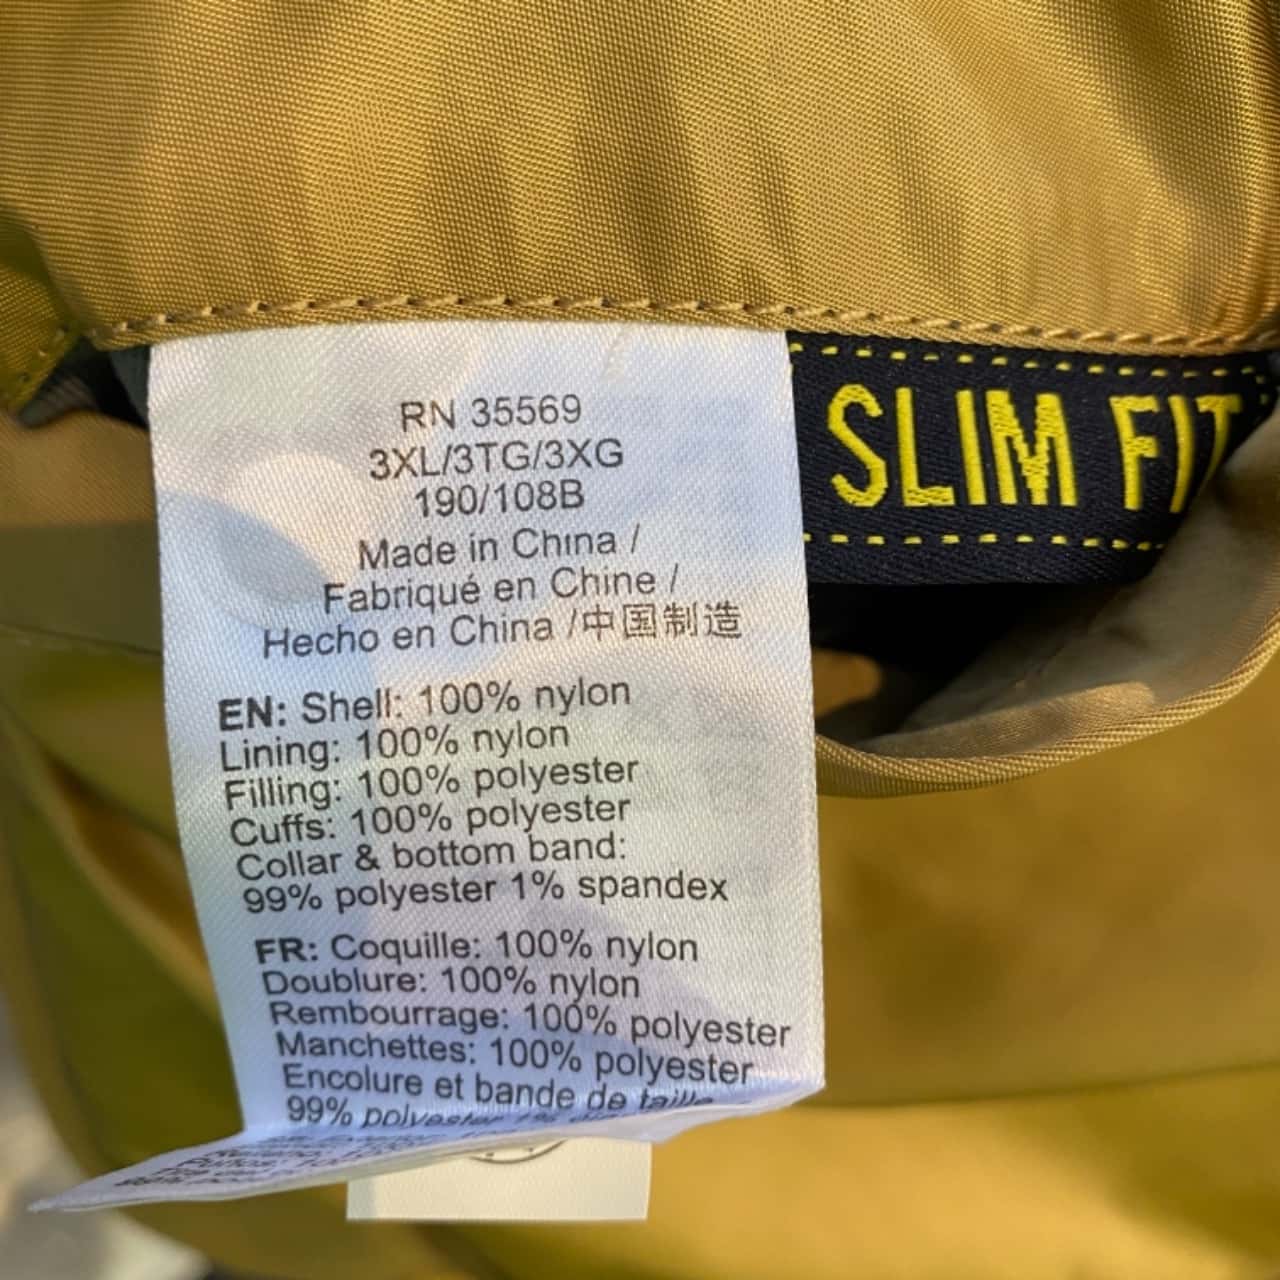 RN 35569
3XL/3TG/3XG
190/108B
Made in China /
Fabriqué en Chine /
Hecho en China /中国制造
SLIM FIT
EN: Shell: 100% nylon
Lining: 100% nylon
Filling: 100% polyester
Cuffs: 100% polyester
Collar & bottom band:
99% polyester 1% spandex
FR: Coquille: 100% nylon
Doublure: 100% nylon
Rembourrage: 100% polyester
Manchettes: 100% polyester
Encolure et bande de taille
99% polyester 1%